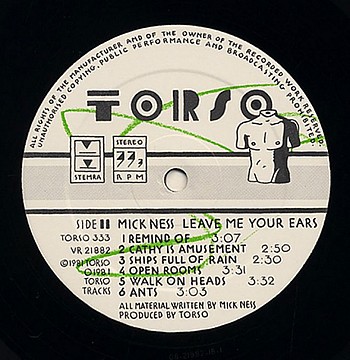 ALL RIGHTS OF THE MANUFACTURER AND OF THE OWNER OF THE RECORDED WORK RESERVED.
UNAUTHORISED COPYING, PUBLIC PERFORMANCE AND BROADCASTING PROHIBITED.
TORSO
STEMRA
STEREO
33⅓
RPM
SIDE II MICK NESS LEAVE ME YOUR EARS
TORSO 333 1 REMIND OF 3:07
VR 21882 2 CATHY IS AMUSEMENT 2:50
℗1981 TORSO 3 SHIPS FULL OF RAIN 2:30
©1981 4 OPEN ROOMS 3:31
TORSO 5 WALK ON HEADS 3:32
TRACKS 6 ANTS 3:03
ALL MATERIAL WRITTEN BY MICK NESS
PRODUCED BY TORSO